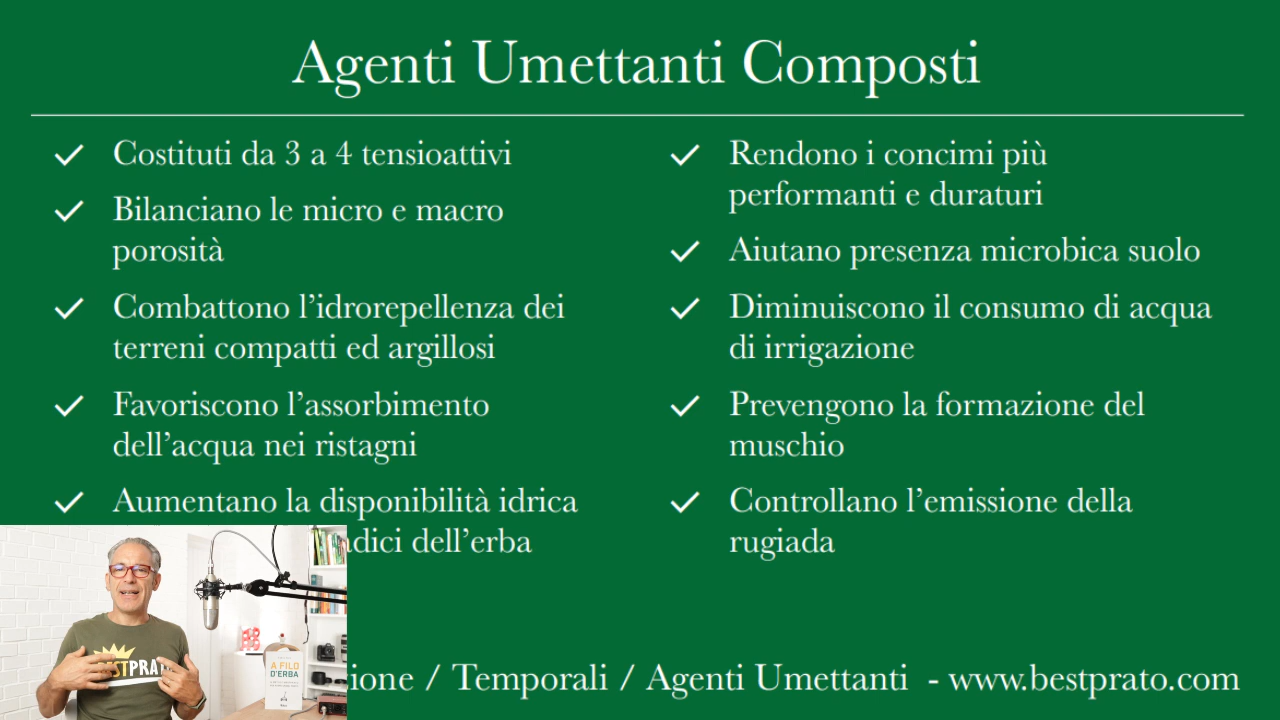 Agenti Umettanti Composti
Costituti da 3 a 4 tensioattivi
Bilanciano le micro e macro
porosità
Combattono l’idrorepellenza dei
terreni compatti ed argillosi
Favoriscono l’assorbimento
dell’acqua nei ristagni
Aumentano la disponibilità idrica
dell’erba
Rendono i concimi più
performanti e duraturi
Aiutano presenza microbica suolo
Diminuiscono il consumo di acqua
di irrigazione
Prevengono la formazione del
muschio
Controllano l’emissione della
rugiada
/ Temporali / Agenti Umettanti - www.bestprato.com
A FILO
D'ERBA